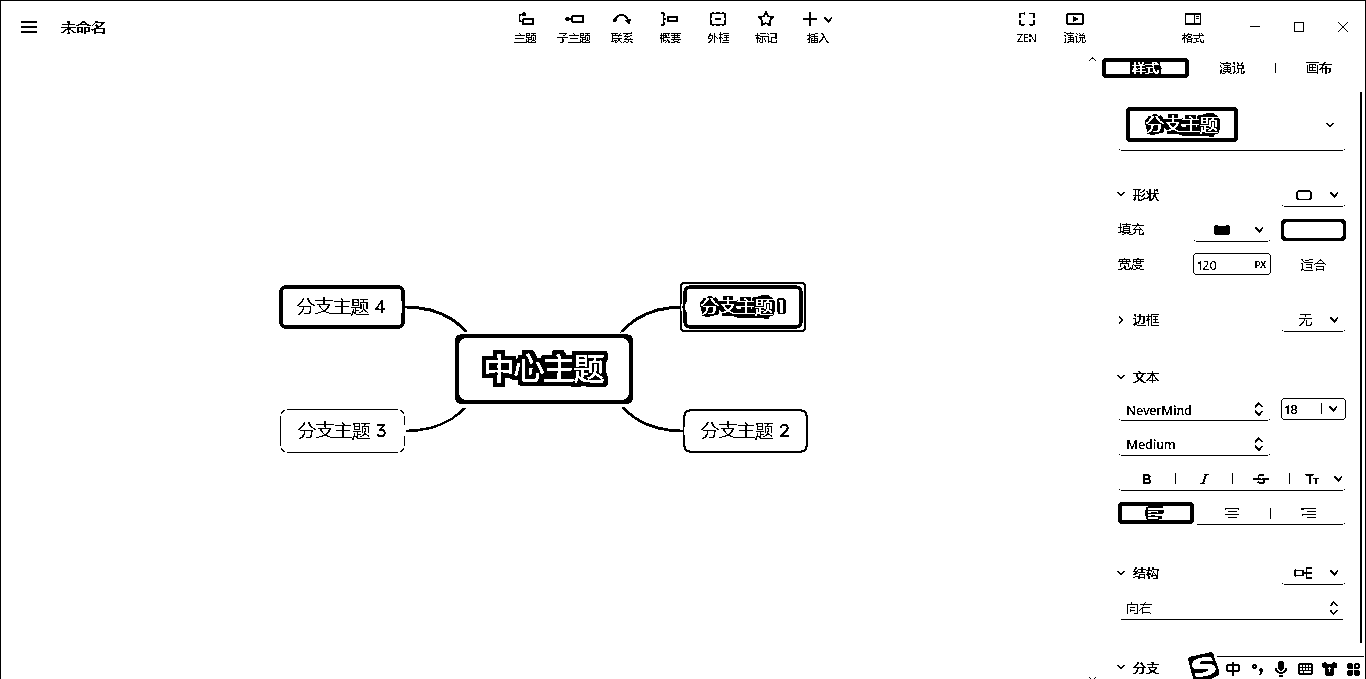 未命名
主题 子主题 联系 概要 外框 标记 插入 ZEN 演说 格式
样式 演说 画布
分支主题
形状
填充
宽度 120 PX 适合
边框 无
文本
NeverMind 18
Medium
B I S TT
结构
向右
分支 中
分支主题 4
分支主题
中心主题
分支主题 3
分支主题 2